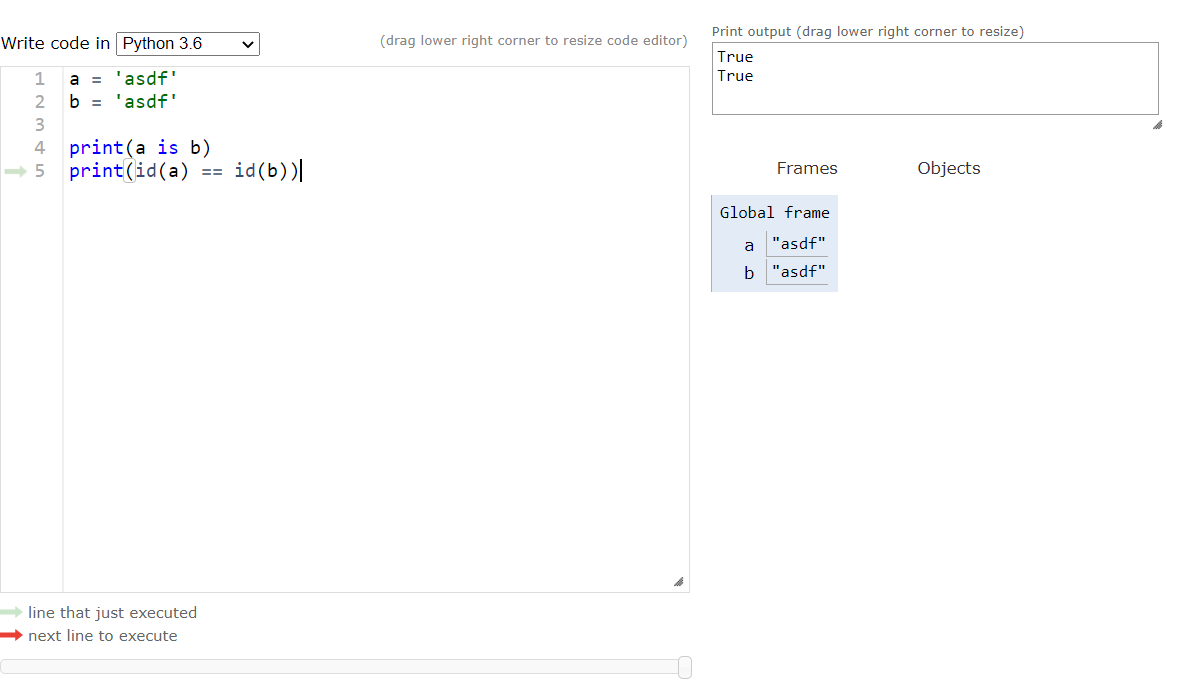 Write code in Python 3.6
(drag lower right corner to resize code editor)
1 a = 'asdf'
2 b = 'asdf'
3
4 print(a is b)
5 print(id(a) == id(b))
line that just executed
next line to execute
Print output (drag lower right corner to resize)
True
True
Frames Objects
Global frame
a "asdf"
b "asdf"